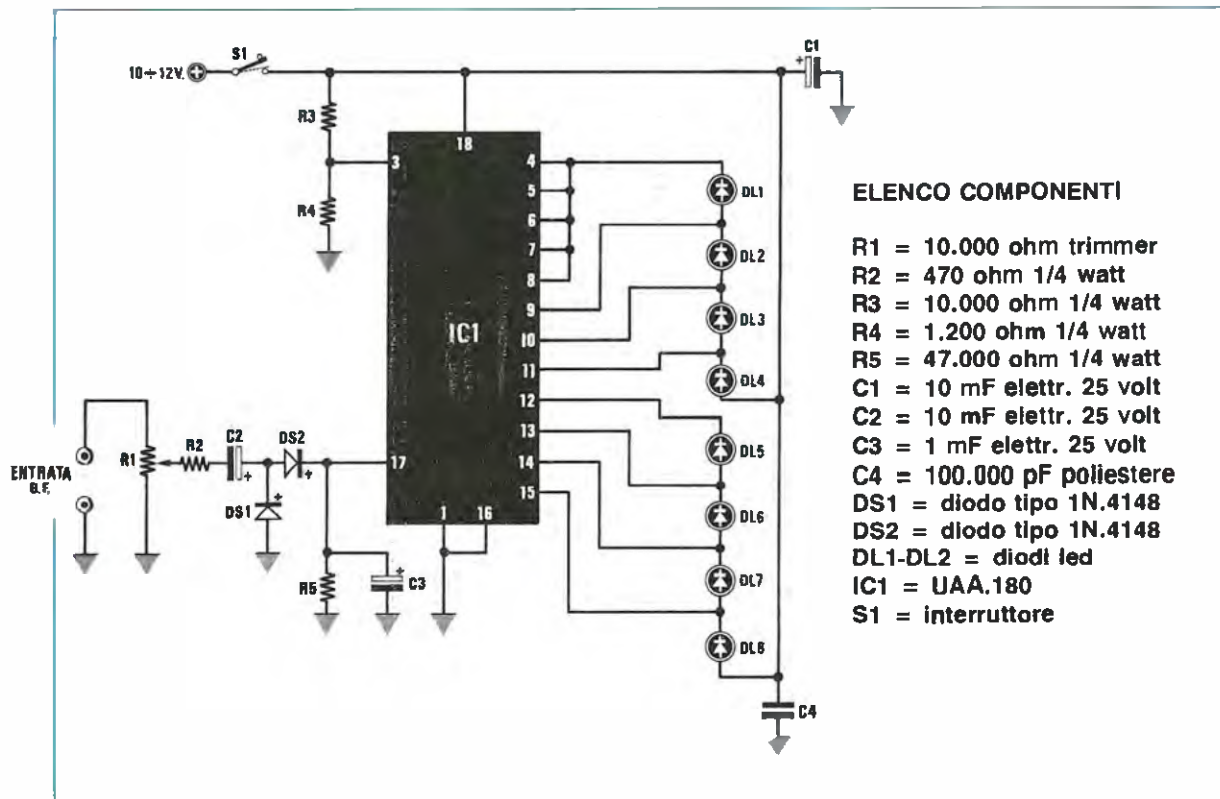 S1
C1
10÷12V.
R3
18
3
4
R4
5
6
7
8
9
10
11
12
13
14
15
17
1
16
IC1
DL1
DL2
DL3
DL4
DL5
DL6
DL7
DL8
ENTRATA
B.F.
R1
R2
C2
DS2
DS1
R5
C3
C4
ELENCO COMPONENTI
R1 = 10.000 ohm trimmer
R2 = 470 ohm 1/4 watt
R3 = 10.000 ohm 1/4 watt
R4 = 1.200 ohm 1/4 watt
R5 = 47.000 ohm 1/4 watt
C1 = 10 mF elettr. 25 volt
C2 = 10 mF elettr. 25 volt
C3 = 1 mF elettr. 25 volt
C4 = 100.000 pF poliestere
DS1 = diodo tipo 1N.4148
DS2 = diodo tipo 1N.4148
DL1-DL2 = diodi led
IC1 = UAA.180
S1 = interruttore